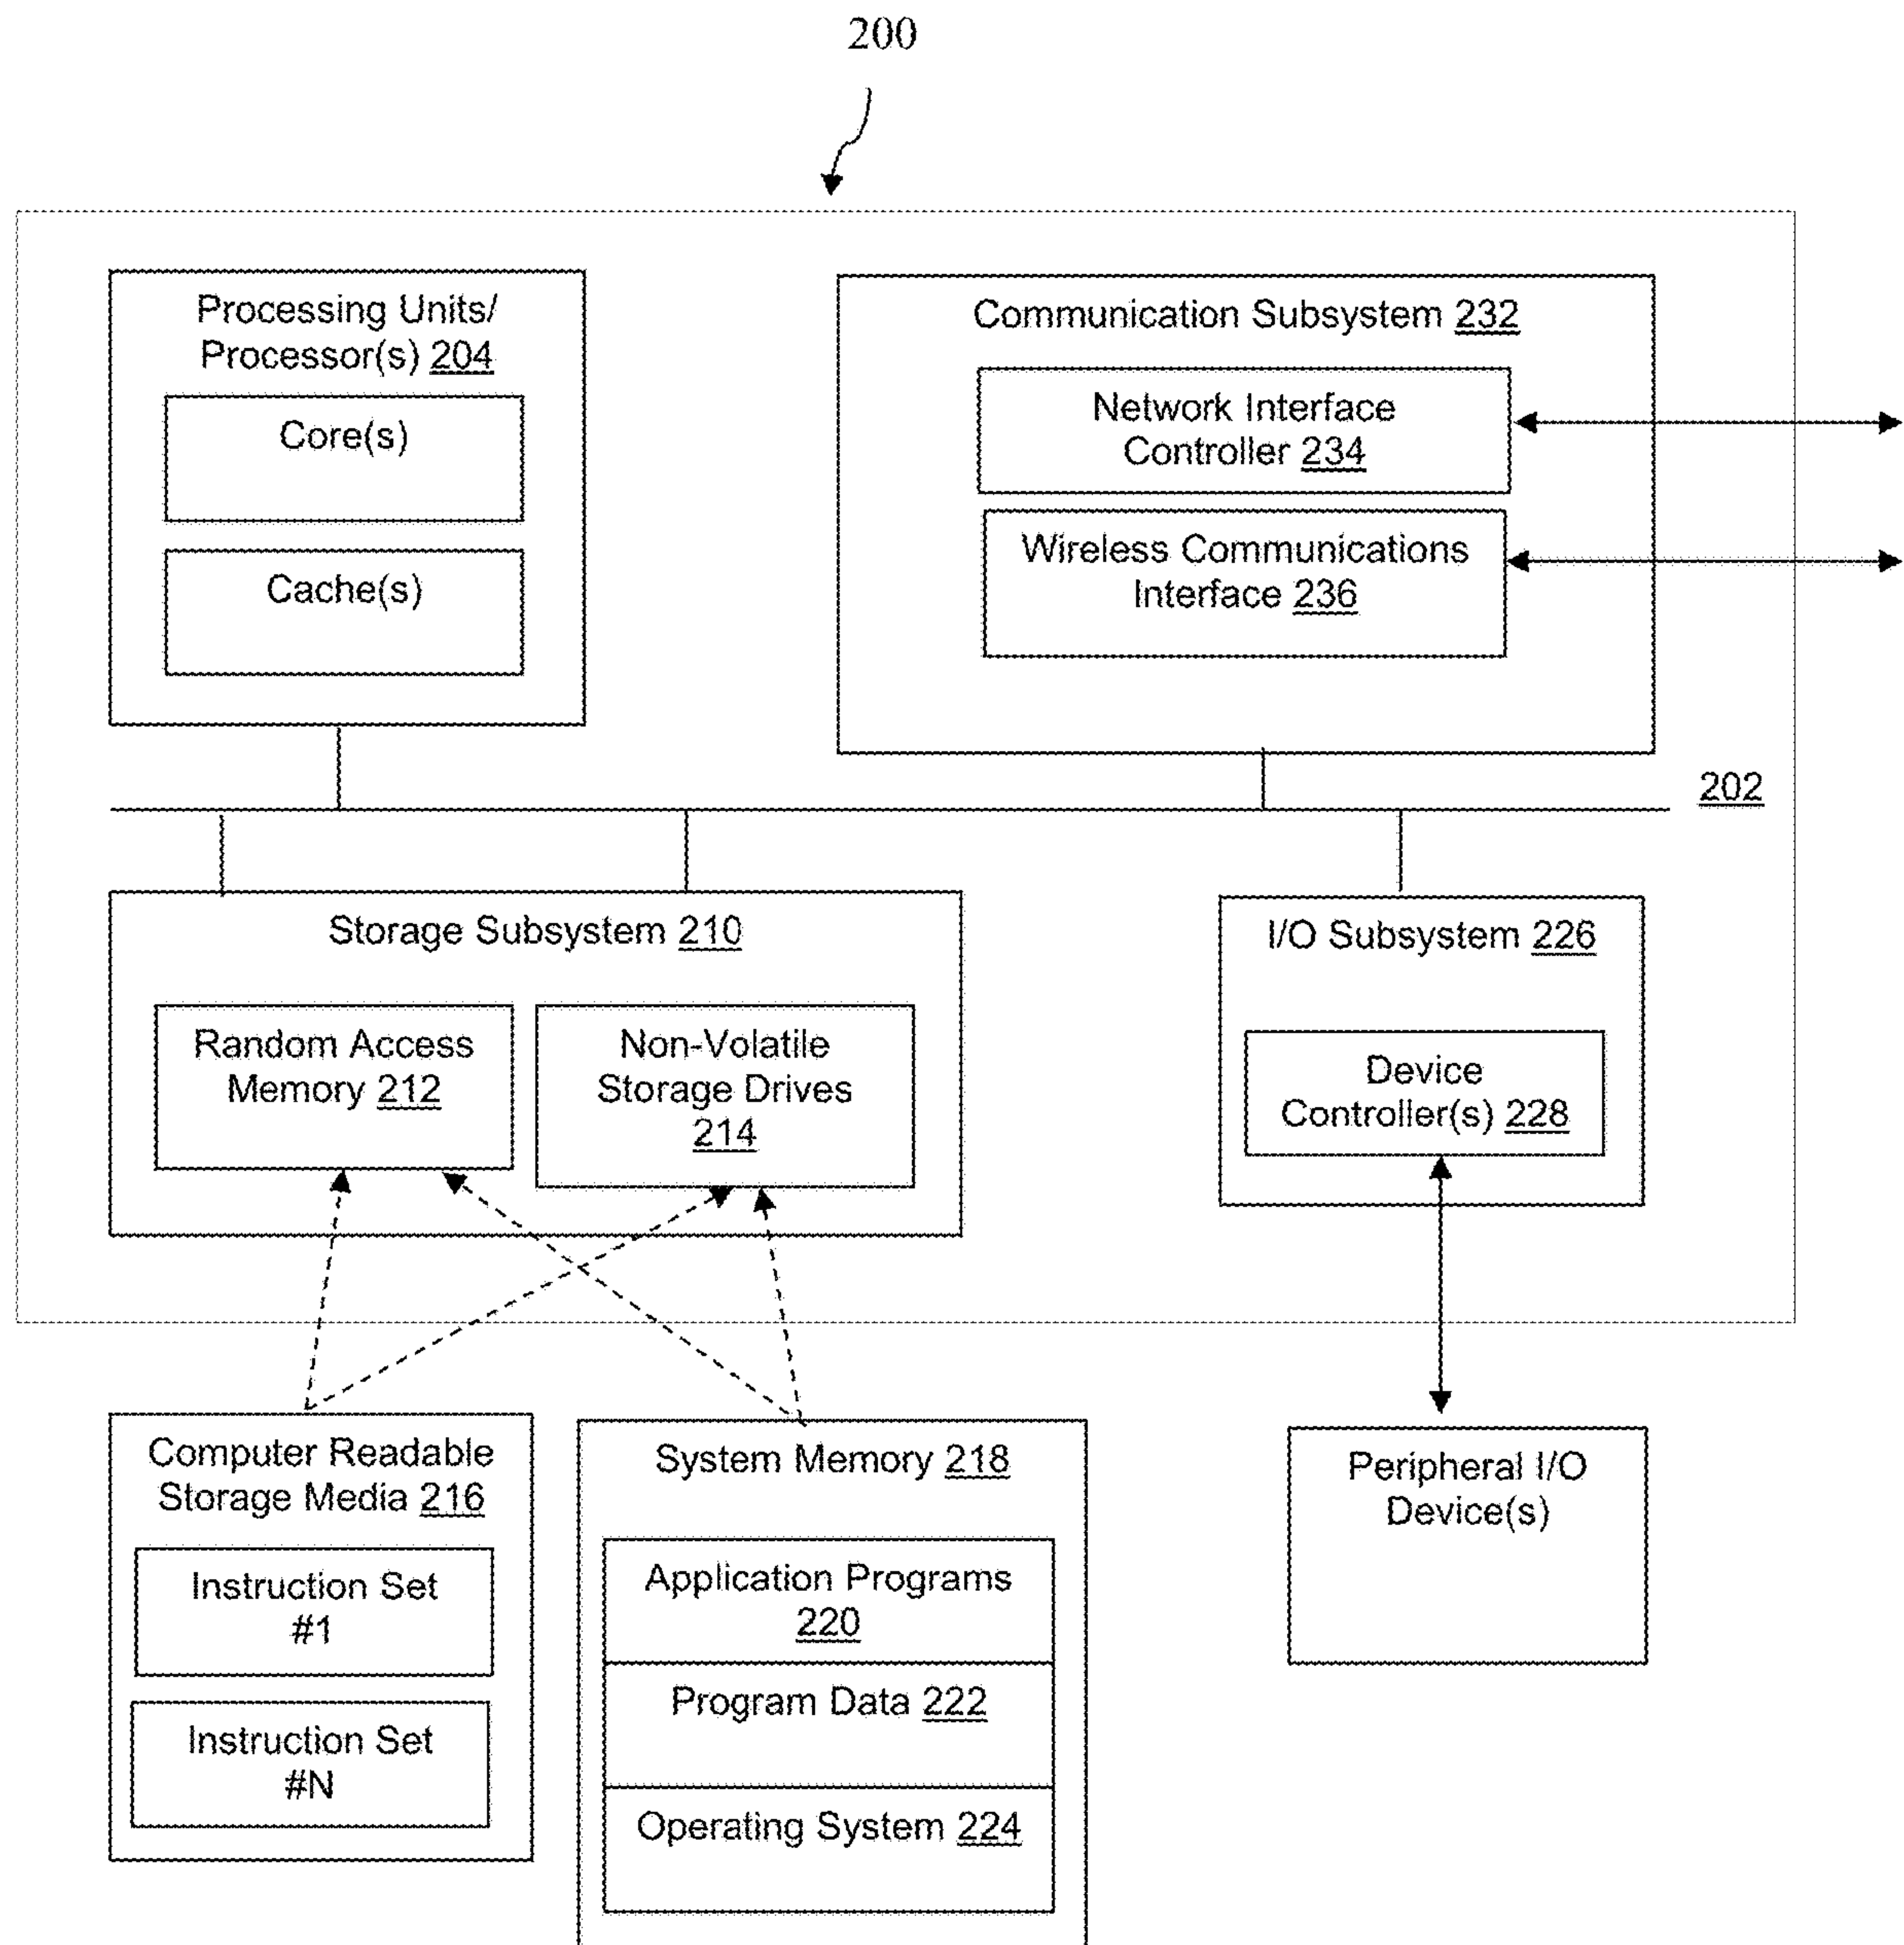 200
Processing Units/
Processor(s) 204
Core(s)
Cache(s)
Communication Subsystem 232
Network Interface
Controller 234
Wireless Communications
Interface 236
202
Storage Subsystem 210
Random Access
Memory 212
Non-Volatile
Storage Drives
214
I/O Subsystem 226
Device
Controller(s) 228
Computer Readable
Storage Media 216
Instruction Set
#1
Instruction Set
#N
System Memory 218
Application Programs
220
Program Data 222
Operating System 224
Peripheral I/O
Device(s)